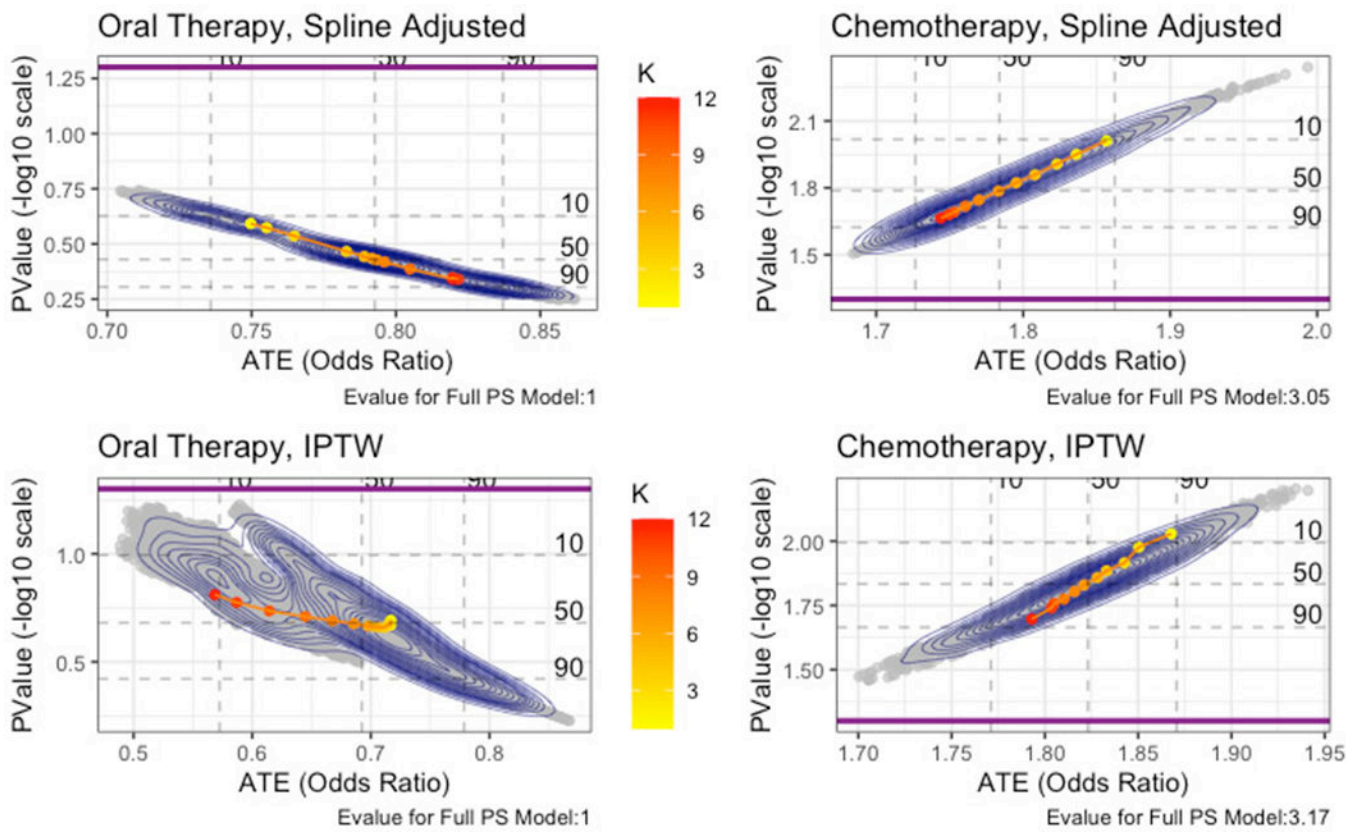 Oral Therapy, Spline Adjusted
10 50 90
PValue (-log10 scale)
1.25
1.00
0.75
0.50
0.25
10
50
90
0.70 0.75 0.80 0.85
ATE (Odds Ratio)
Evalue for Full PS Model:1
K
12
9
6
3
Chemotherapy, Spline Adjusted
10 50 90
PValue (-log10 scale)
2.1
1.8
1.5
10
50
90
1.7 1.8 1.9 2.0
ATE (Odds Ratio)
Evalue for Full PS Model:3.05
Oral Therapy, IPTW
10 50 90
PValue (-log10 scale)
1.0
0.5
10
50
90
0.5 0.6 0.7 0.8
ATE (Odds Ratio)
Evalue for Full PS Model:1
K
12
9
6
3
Chemotherapy, IPTW
10 50 90
PValue (-log10 scale)
2.00
1.75
1.50
10
50
90
1.70 1.75 1.80 1.85 1.90 1.95
ATE (Odds Ratio)
Evalue for Full PS Model:3.17